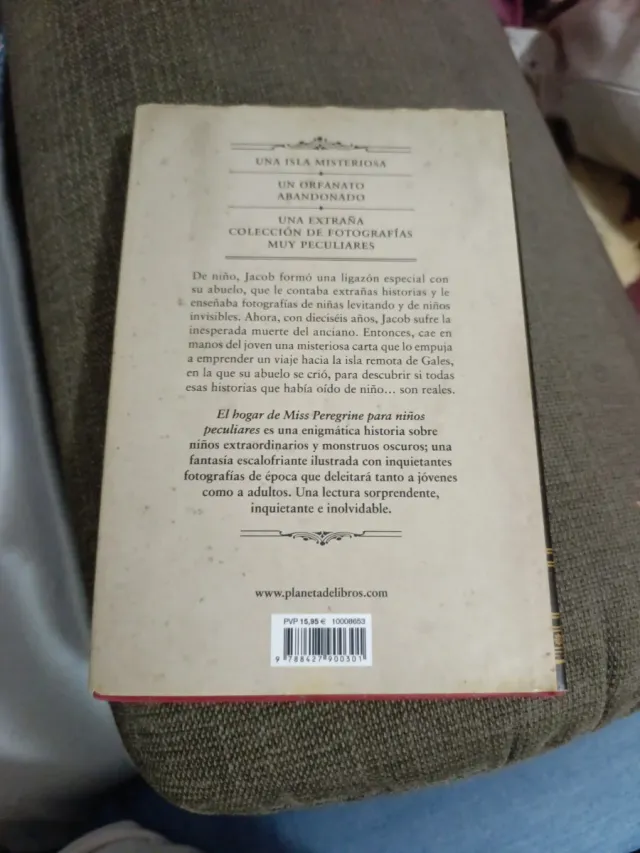 UNA ISLA MISTERIOSA
UN ORFANATO
ABANDONADO
UNA EXTRAÑA
COLECCIÓN DE FOTOGRAFÍAS
MUY PECULIARES
De niño, Jacob formó una ligazón especial con
su abuelo, que le contaba extrañas historias y le
enseñaba fotografías de niñas levitando y de niños
invisibles. Ahora, con dieciséis años, Jacob sufre la
inesperada muerte del anciano. Entonces, cae en
manos del joven una misteriosa carta que lo empuja
a emprender un viaje hacia la isla remota de Gales,
en la que su abuelo se crió, para descubrir si todas
esas historias que había oído de niño... son reales.
El hogar de Miss Peregrine para niños
peculiares es una enigmática historia sobre
niños extraordinarios y monstruos oscuros; una
fantasía escalofriante ilustrada con inquietantes
fotografías de época que deleitará tanto a jóvenes
como a adultos. Una lectura sorprendente,
inquietante e inolvidable.
www.planetadelibros.com
PVP 15,95 € 10008653
9 788427 900301